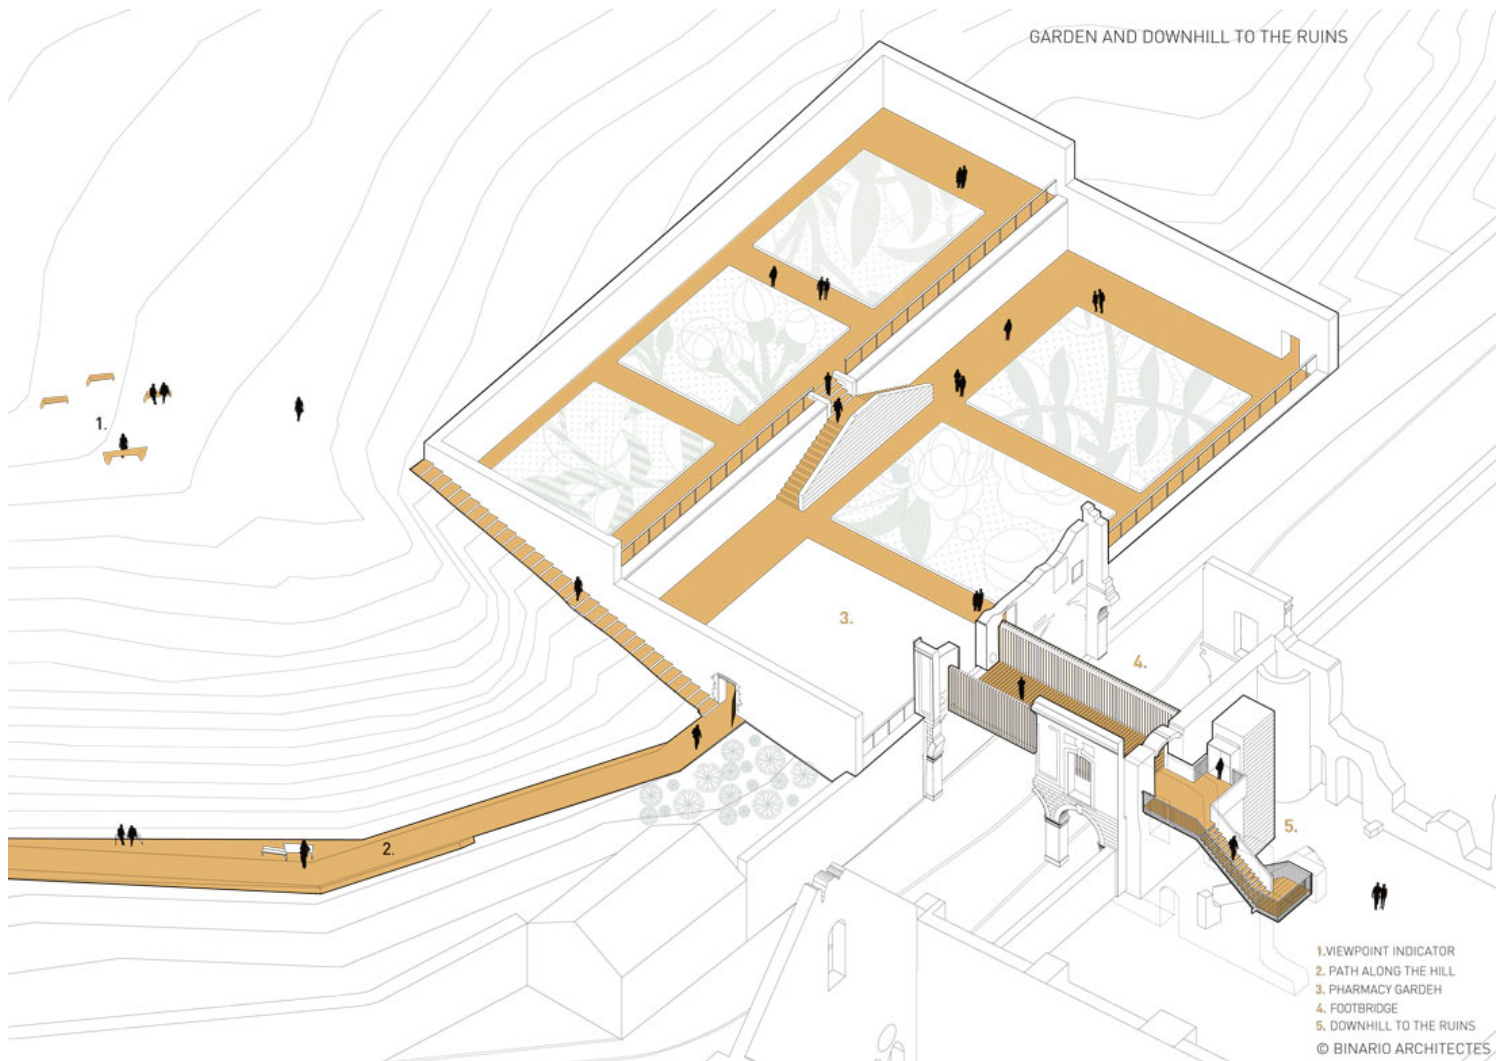 GARDEN AND DOWNHILL TO THE RUINS
1.
3.
4.
5.
2.
1.VIEWPOINT INDICATOR
2. PATH ALONG THE HILL
3. PHARMACY GARDEH
4. FOOTBRIDGE
5. DOWNHILL TO THE RUINS
© BINARIO ARCHITECTES